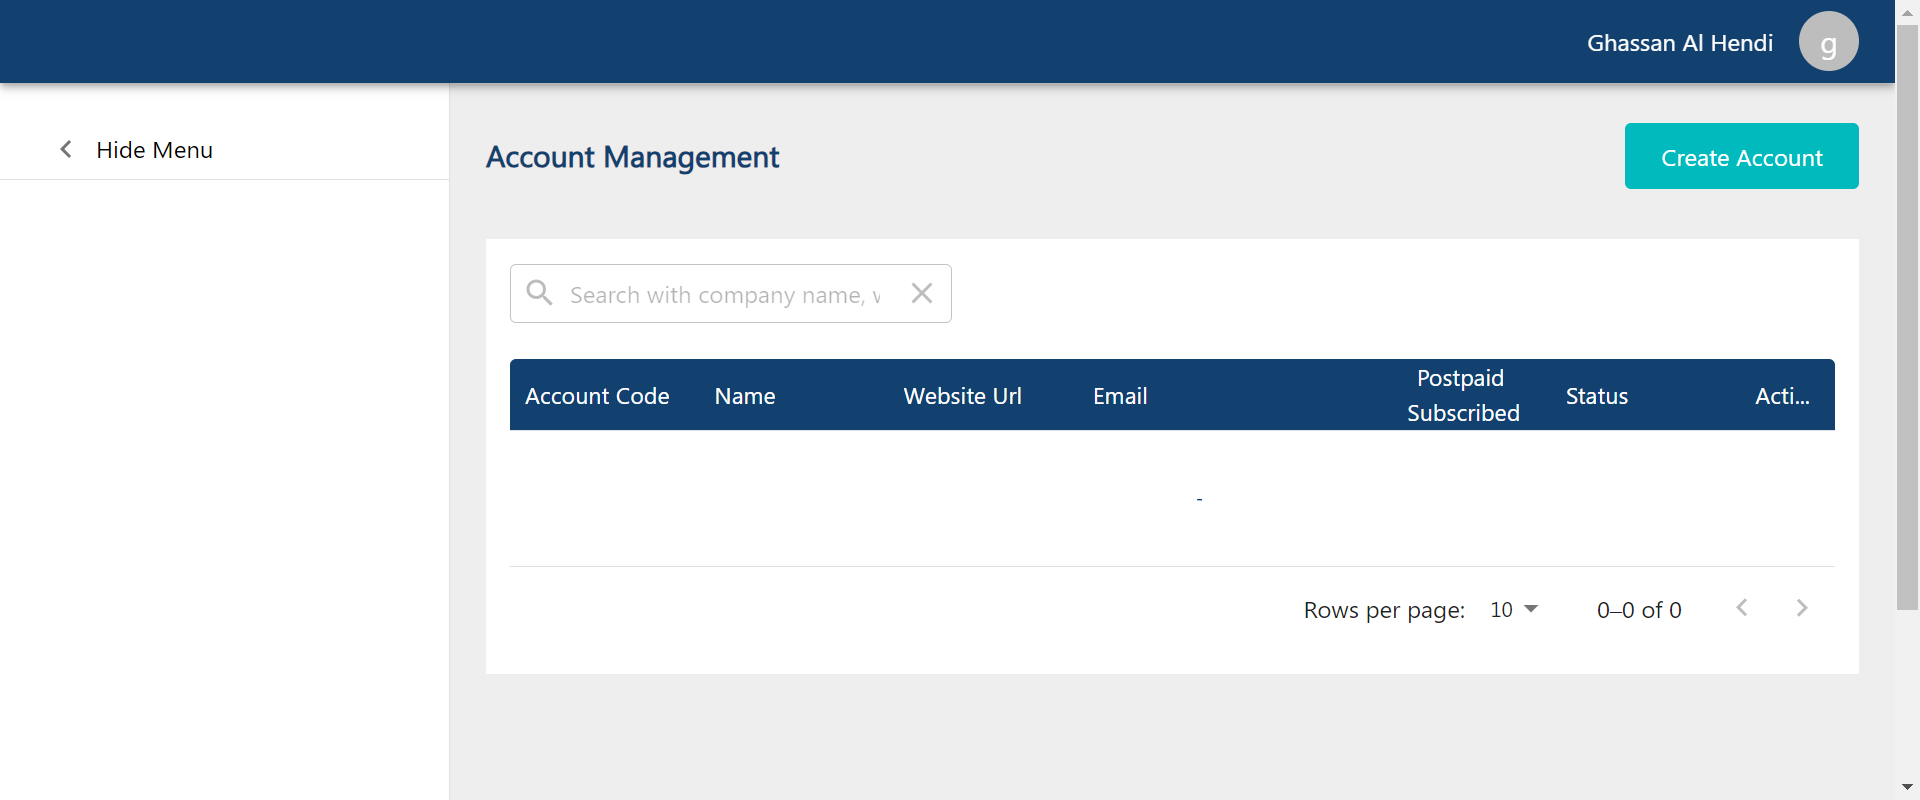 Ghassan Al Hendi
g
Hide Menu
Account Management
Create Account
Search with company name, v
Account Code
Name
Website Url
Email
Postpaid
Subscribed
Status
Acti...
-
Rows per page:
10
0–0 of 0